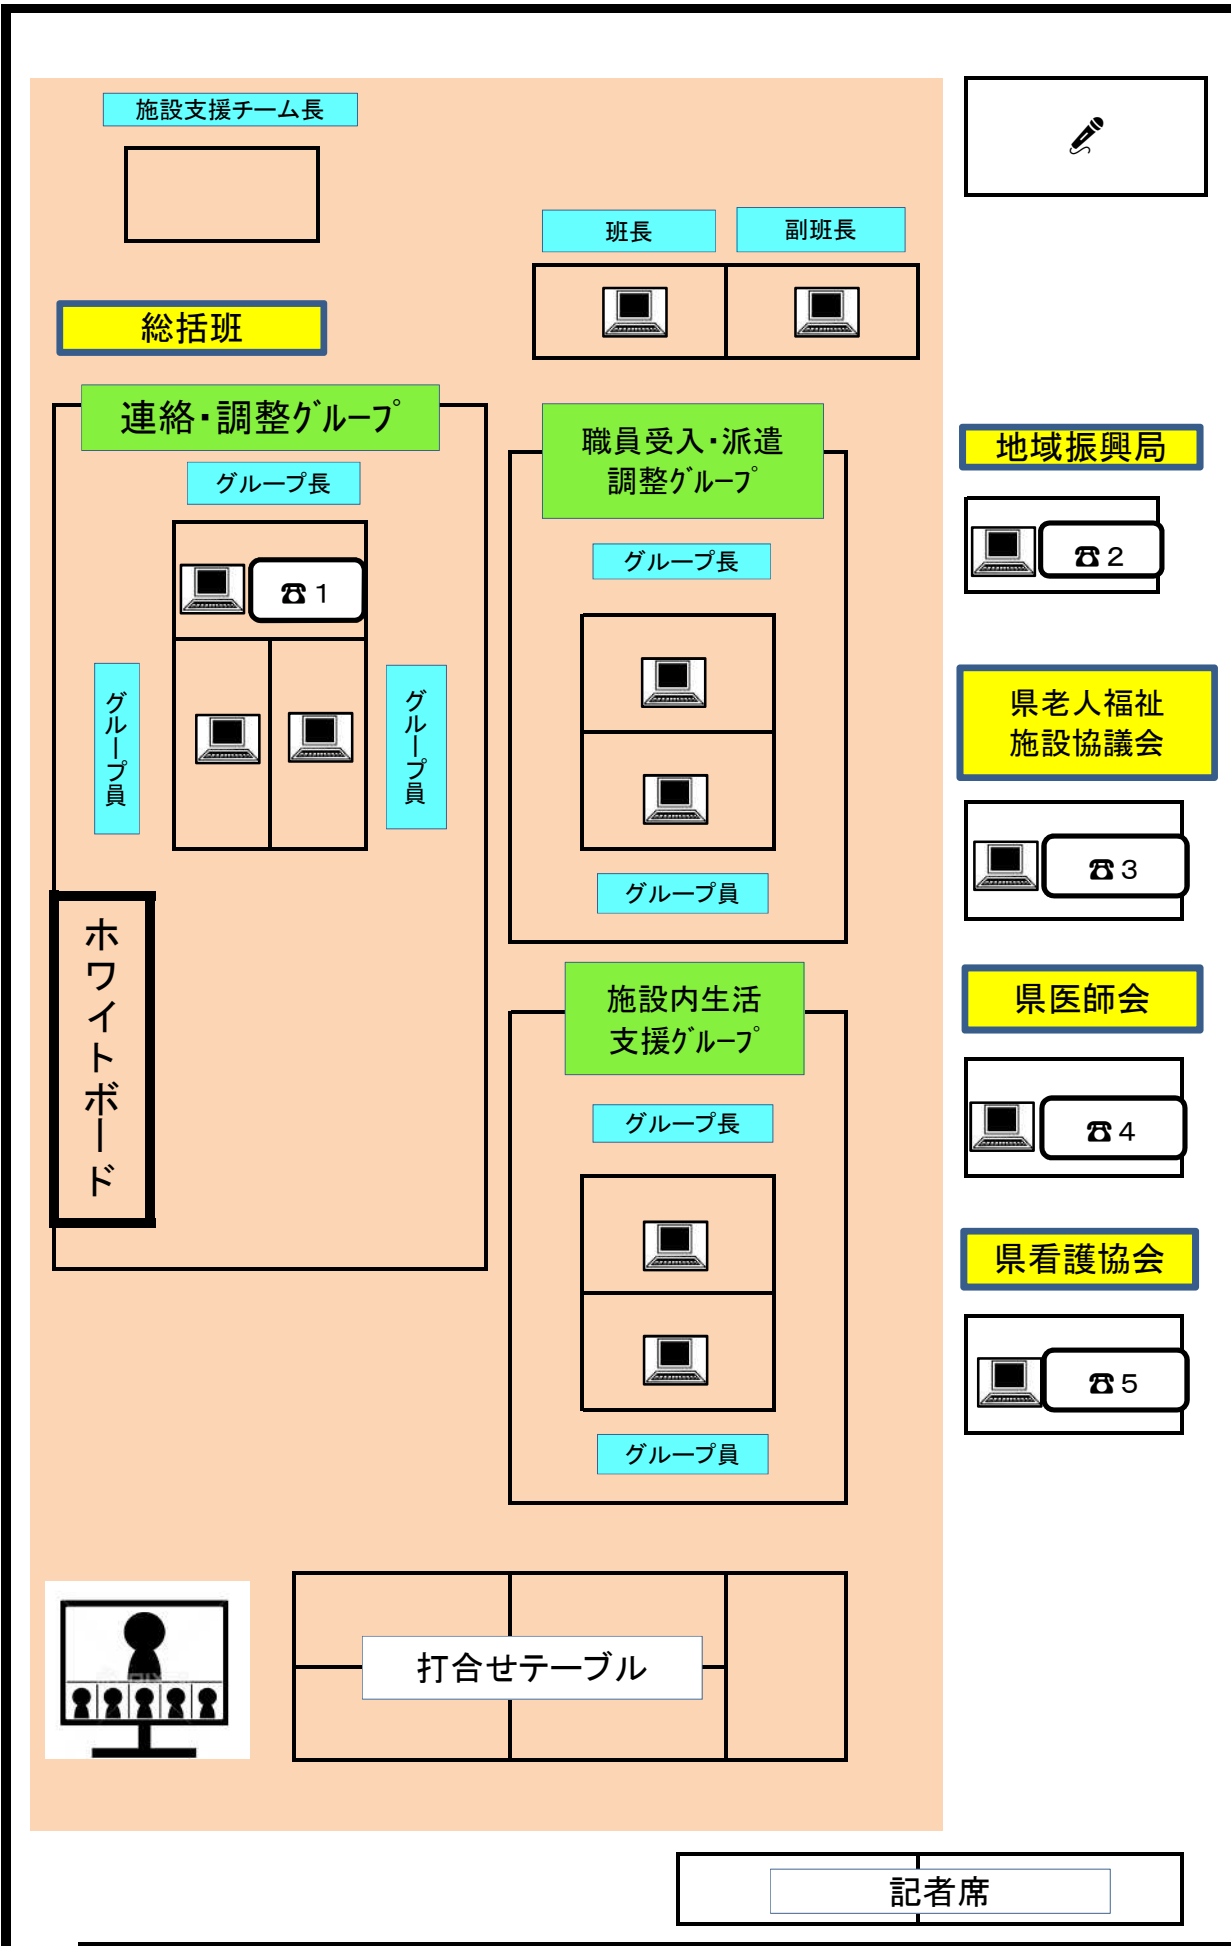 施設支援チーム長
班長
副班長
総括班
連絡・調整ｸﾞﾙｰﾌﾟ
グループ長
☎1
グループ員
グループ員
ホワイトボード
職員受入・派遣
調整ｸﾞﾙｰﾌﾟ
グループ長
グループ員
施設内生活
支援ｸﾞﾙｰﾌﾟ
グループ長
グループ員
地域振興局
☎2
県老人福祉
施設協議会
☎3
県医師会
☎4
県看護協会
☎5
打合せテーブル
記者席